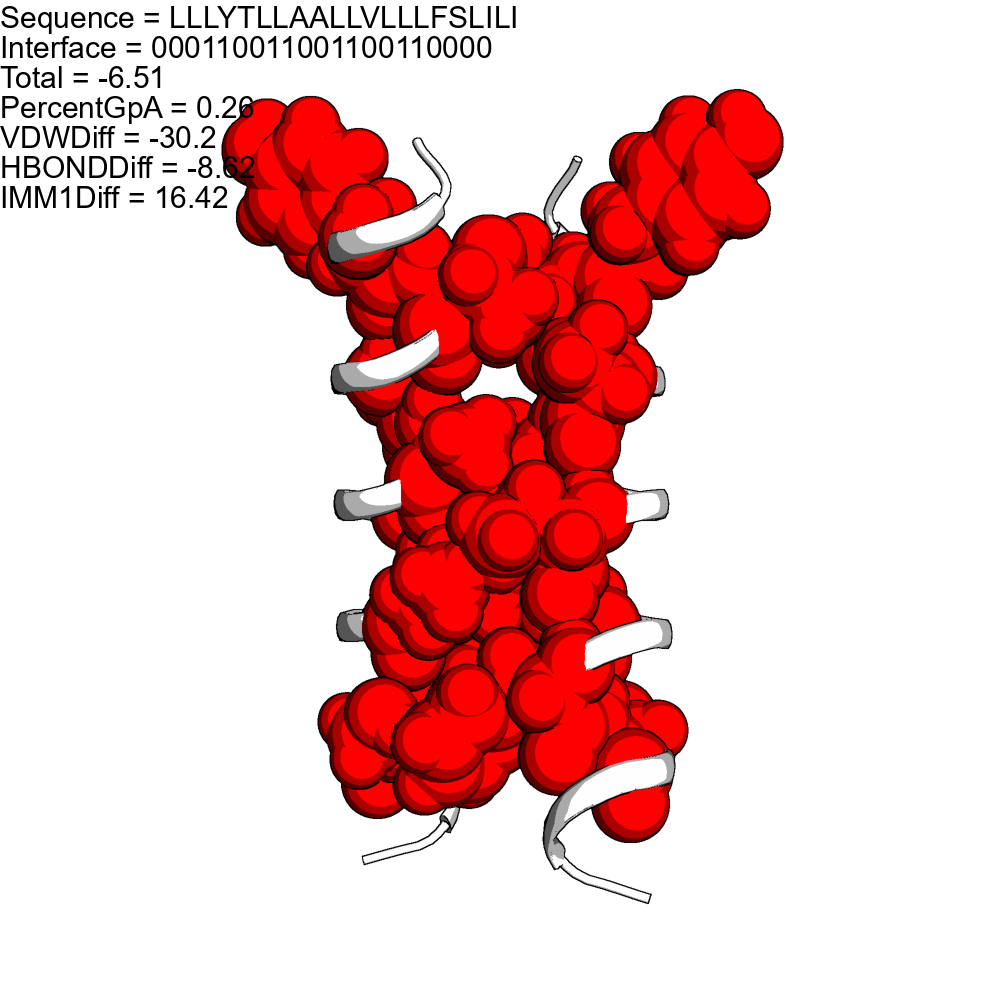 Sequence = LLLYTLLAALLVLLLFSLILI
Interface = 000110011001100110000
Total = -6.51
PercentGpA = 0.26
VDWDiff = -30.2
HBONDDiff = -8.62
IMM1Diff = 16.42